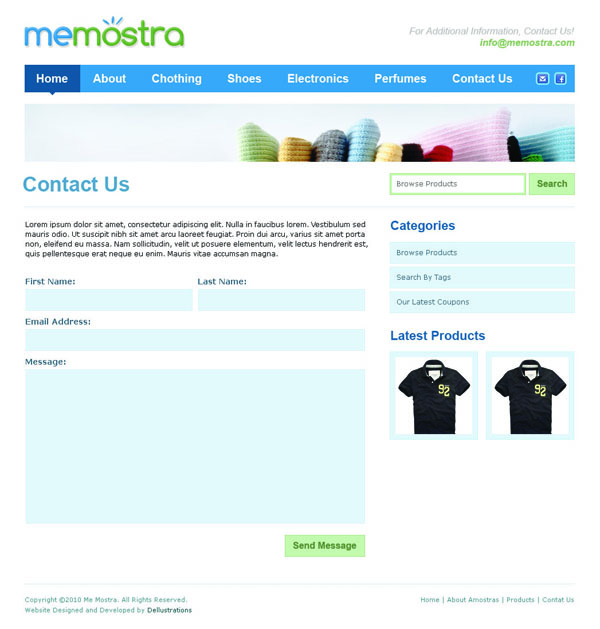 memostra
For Additional Information, Contact Us!
info@memostra.com
Home About Chothing Shoes Electronics Perfumes Contact Us
Contact Us
Browse Products Search
Lorem ipsum dolor sit amet, consectetur adipiscing elit. Nulla in faucibus lorem. Vestibulum sed
mauris odio. Ut suscipit nibh sit amet arcu laoreet feugiat. Proin dui arcu, varius sit amet porta
non, eleifend eu massa. Nam sollicitudin, velit ut posuere elementum, velit lectus hendrerit est,
quis pellentesque erat neque eu enim. Mauris vitae accumsan magna.
First Name: Last Name:
Email Address:
Message:
Send Message
Categories
Browse Products
Search By Tags
Our Latest Coupons
Latest Products
92
92
Copyright ©2010 Me Mostra. All Rights Reserved.
Website Designed and Developed by Dellustrations
Home | About Amostras | Products | Contat Us